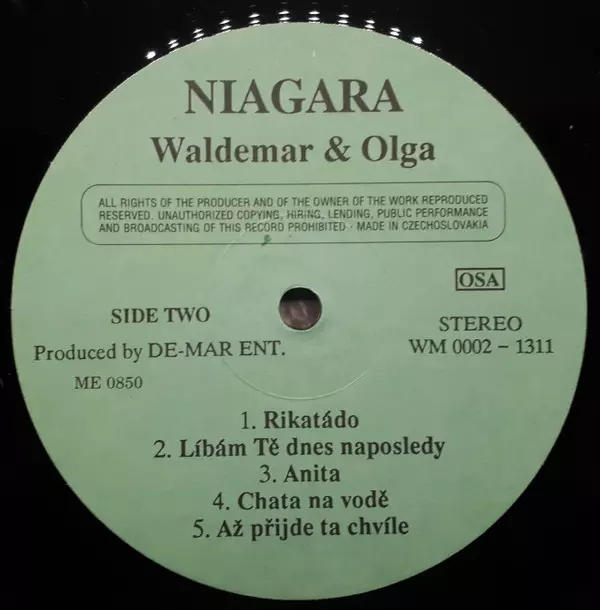 NIAGARA
Waldemar & Olga
ALL RIGHTS OF THE PRODUCER AND OF THE OWNER OF THE WORK REPRODUCED
RESERVED. UNAUTHORIZED COPYING, HIRING, LENDING, PUBLIC PERFORMANCE
AND BROADCASTING OF THIS RECORD PROHIBITED · MADE IN CZECHOSLOVAKIA
OSA
SIDE TWO
STEREO
Produced by DE-MAR ENT.
WM 0002 – 1311
ME 0850
1. Rikatádo
2. Líbám Tě dnes naposledy
3. Anita
4. Chata na vodě
5. Až přijde ta chvíle